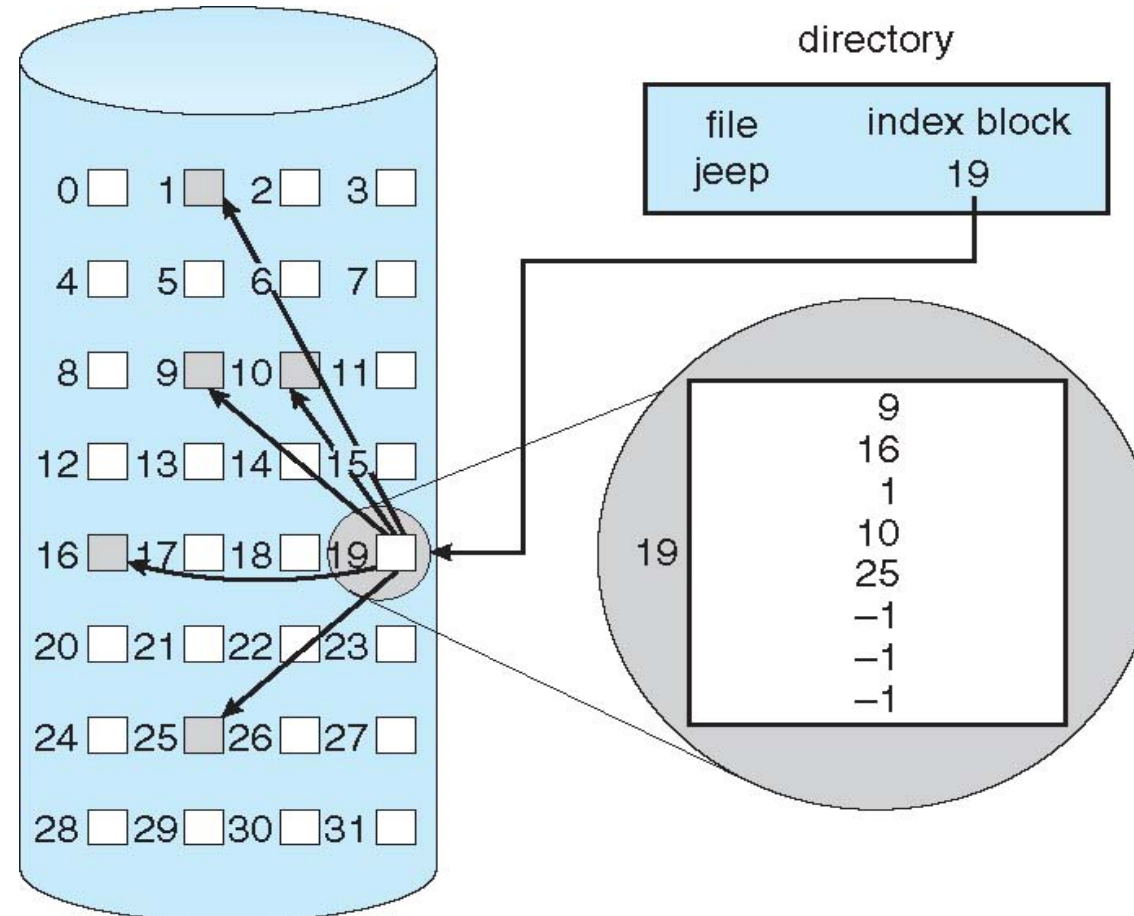 directory
file index block
jeep 19
0 1 2 3
4 5 6 7
8 9 10 11
12 13 14 15
16 17 18 19
20 21 22 23
24 25 26 27
28 29 30 31
19
9
16
1
10
25
–1
–1
–1